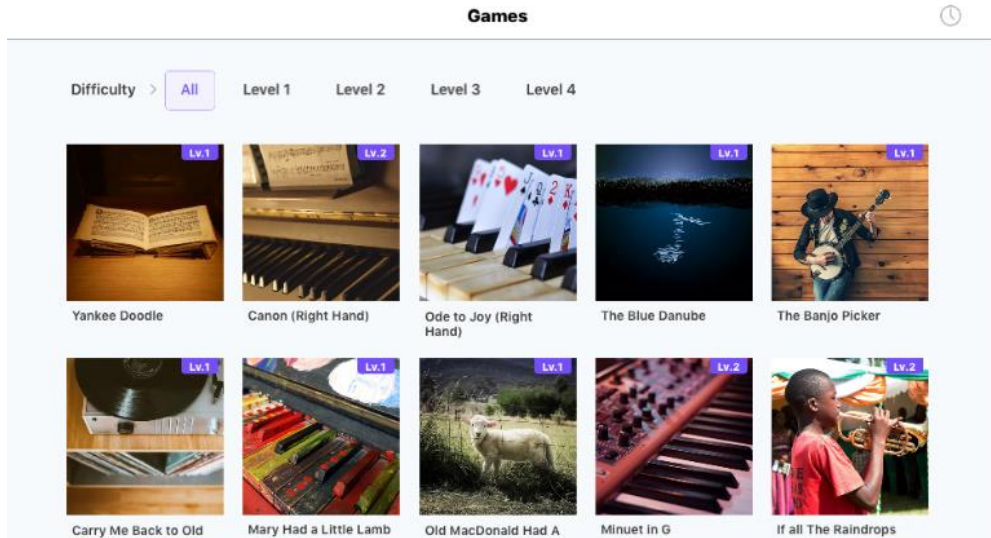 Games
Difficulty > All Level 1 Level 2 Level 3 Level 4
Lv.1 Lv.2 Lv.1 Lv.1 Lv.1
Yankee Doodle Canon (Right Hand) Ode to Joy (Right The Blue Danube The Banjo Picker
Hand)
Lv.1 Lv.1 Lv.1 Lv.2 Lv.2
Carry Me Back to Old Mary Had a Little Lamb Old MacDonald Had A Minuet in G If all The Raindrops